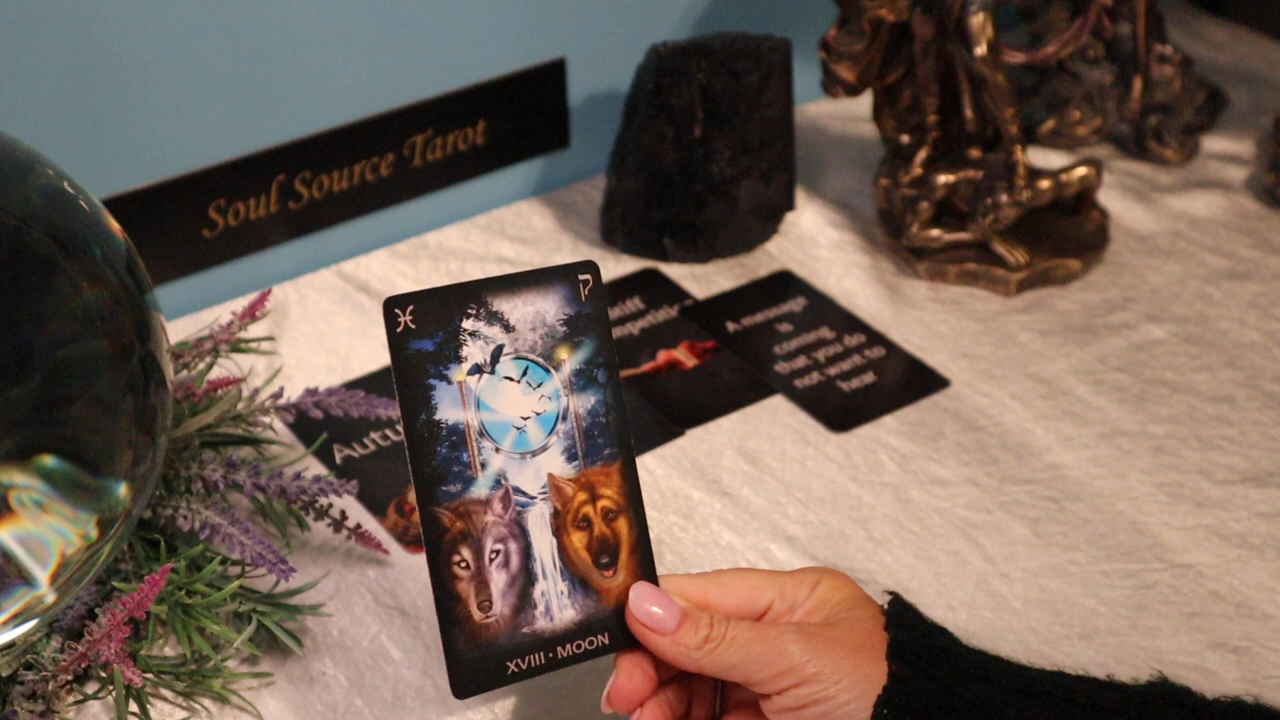 Soul Source Tarot
ק
XVIII · MOON
A message
is
coming
that you do
not want to
hear